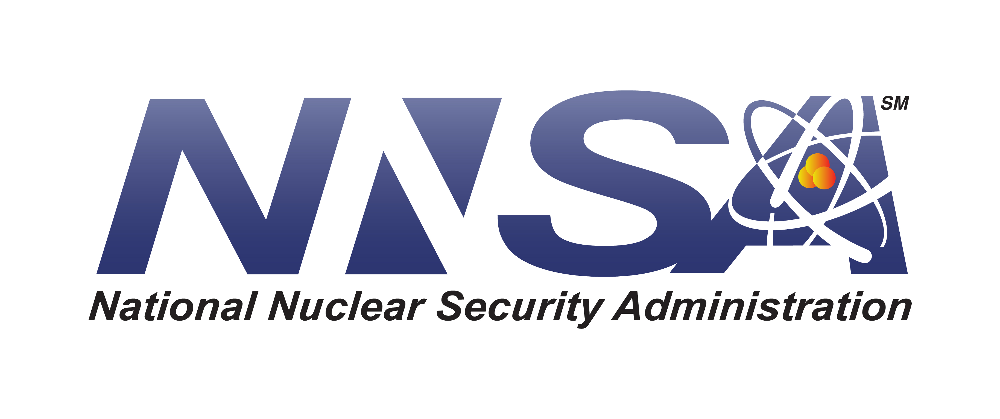 NNSA SM
National Nuclear Security Administration